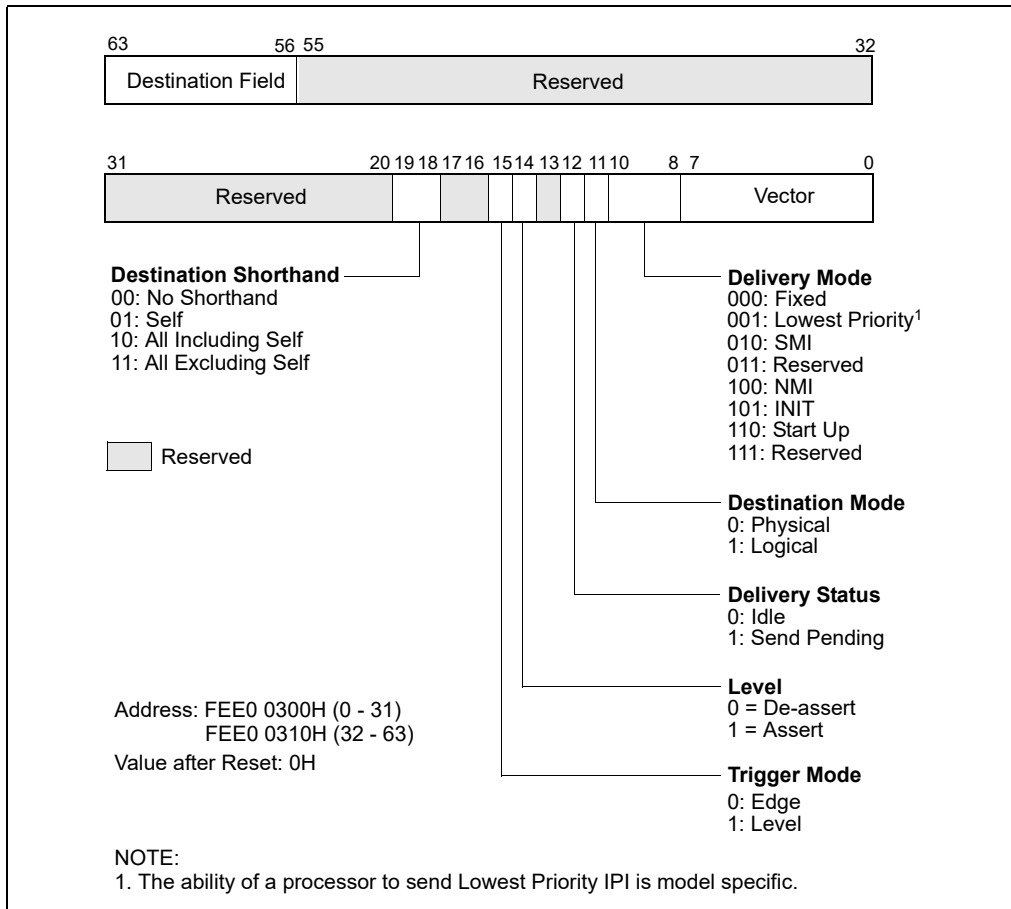 63 56 55 32
Destination Field Reserved
31 20 19 18 17 16 15 14 13 12 11 10 8 7 0
Reserved Vector
Destination Shorthand
00: No Shorthand
01: Self
10: All Including Self
11: All Excluding Self
Reserved
Delivery Mode
000: Fixed
001: Lowest Priority1
010: SMI
011: Reserved
100: NMI
101: INIT
110: Start Up
111: Reserved
Destination Mode
0: Physical
1: Logical
Delivery Status
0: Idle
1: Send Pending
Level
0 = De-assert
1 = Assert
Trigger Mode
0: Edge
1: Level
Address: FEE0 0300H (0 - 31)
FEE0 0310H (32 - 63)
Value after Reset: 0H
NOTE:
1. The ability of a processor to send Lowest Priority IPI is model specific.